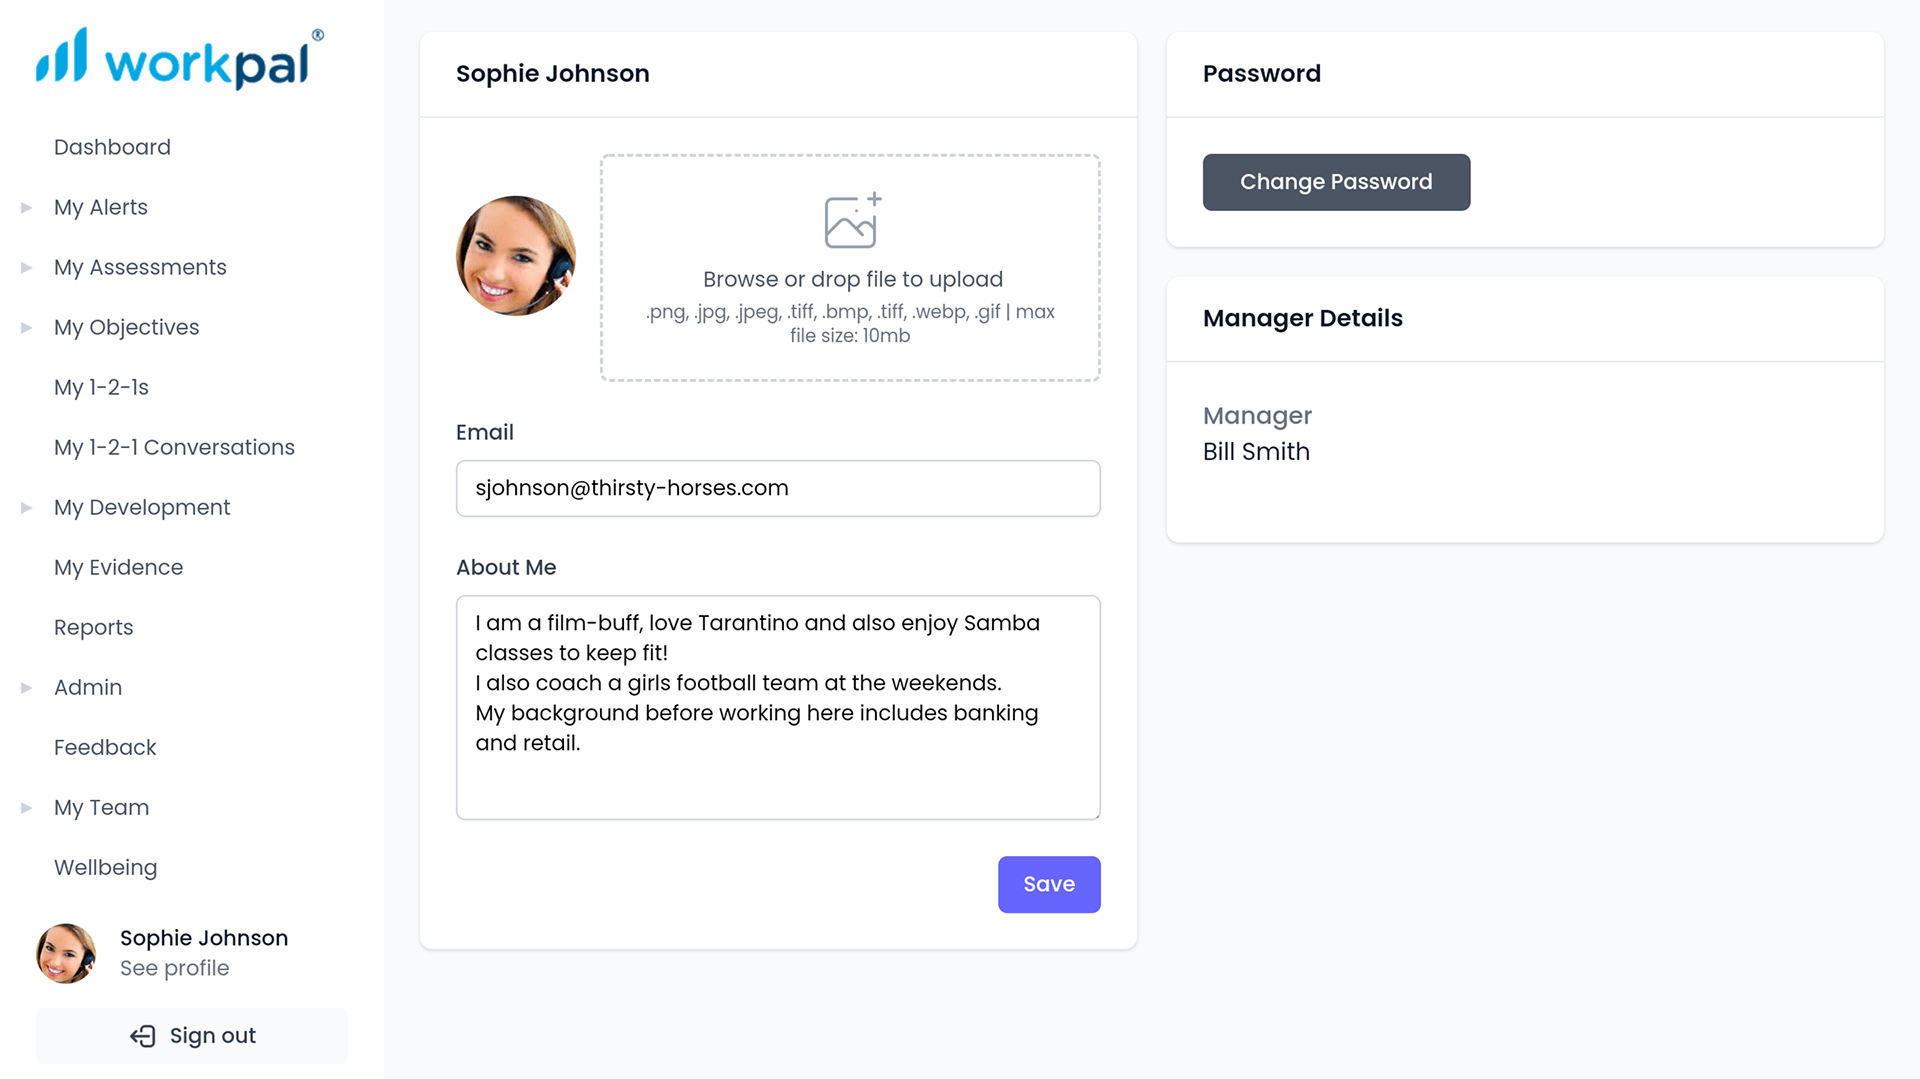 workpal®
Dashboard
My Alerts
My Assessments
My Objectives
My 1-2-1s
My 1-2-1 Conversations
My Development
My Evidence
Reports
Admin
Feedback
My Team
Wellbeing
Sophie Johnson
See profile
Sign out
Sophie Johnson
Browse or drop file to upload
.png, .jpg, .jpeg, .tiff, .bmp, .tiff, .webp, .gif | max
file size: 10mb
Email
sjohnson@thirsty-horses.com
About Me
I am a film-buff, love Tarantino and also enjoy Samba
classes to keep fit!
I also coach a girls football team at the weekends.
My background before working here includes banking
and retail.
Save
Password
Change Password
Manager Details
Manager
Bill Smith